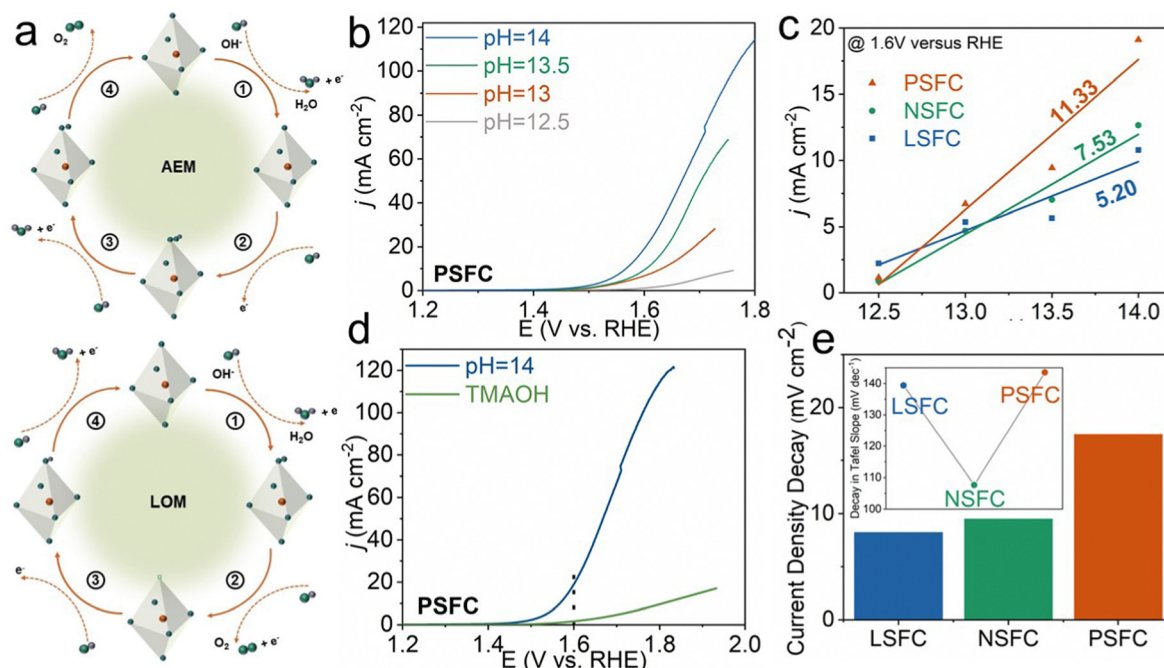 a
O₂
OH⁻
+ e⁻
H₂O
④
①
AEM
+ e⁻
③
②
e⁻
+ e⁻
OH⁻
+ e
H₂O
④
①
LOM
e⁻
③
②
O₂
+ e⁻
b
120
100
80
60
40
20
0
j (mA cm⁻²)
pH=14
pH=13.5
pH=13
pH=12.5
PSFC
1.2
1.4
1.6
1.8
E (V vs. RHE)
c
20
15
10
5
0
j (mA cm⁻²)
@ 1.6V versus RHE
PSFC
NSFC
LSFC
11.33
7.53
5.20
12.5
13.0
13.5
14.0
d
120
100
80
60
40
20
0
j (mA cm⁻²)
pH=14
TMAOH
PSFC
1.2
1.4
1.6
1.8
2.0
E (V vs. RHE)
e
20
10
0
Current Density Decay (mV cm⁻²)
140
130
120
110
100
Decay in Tafel Slope (mV dec⁻¹)
LSFC
PSFC
NSFC
LSFC
NSFC
PSFC